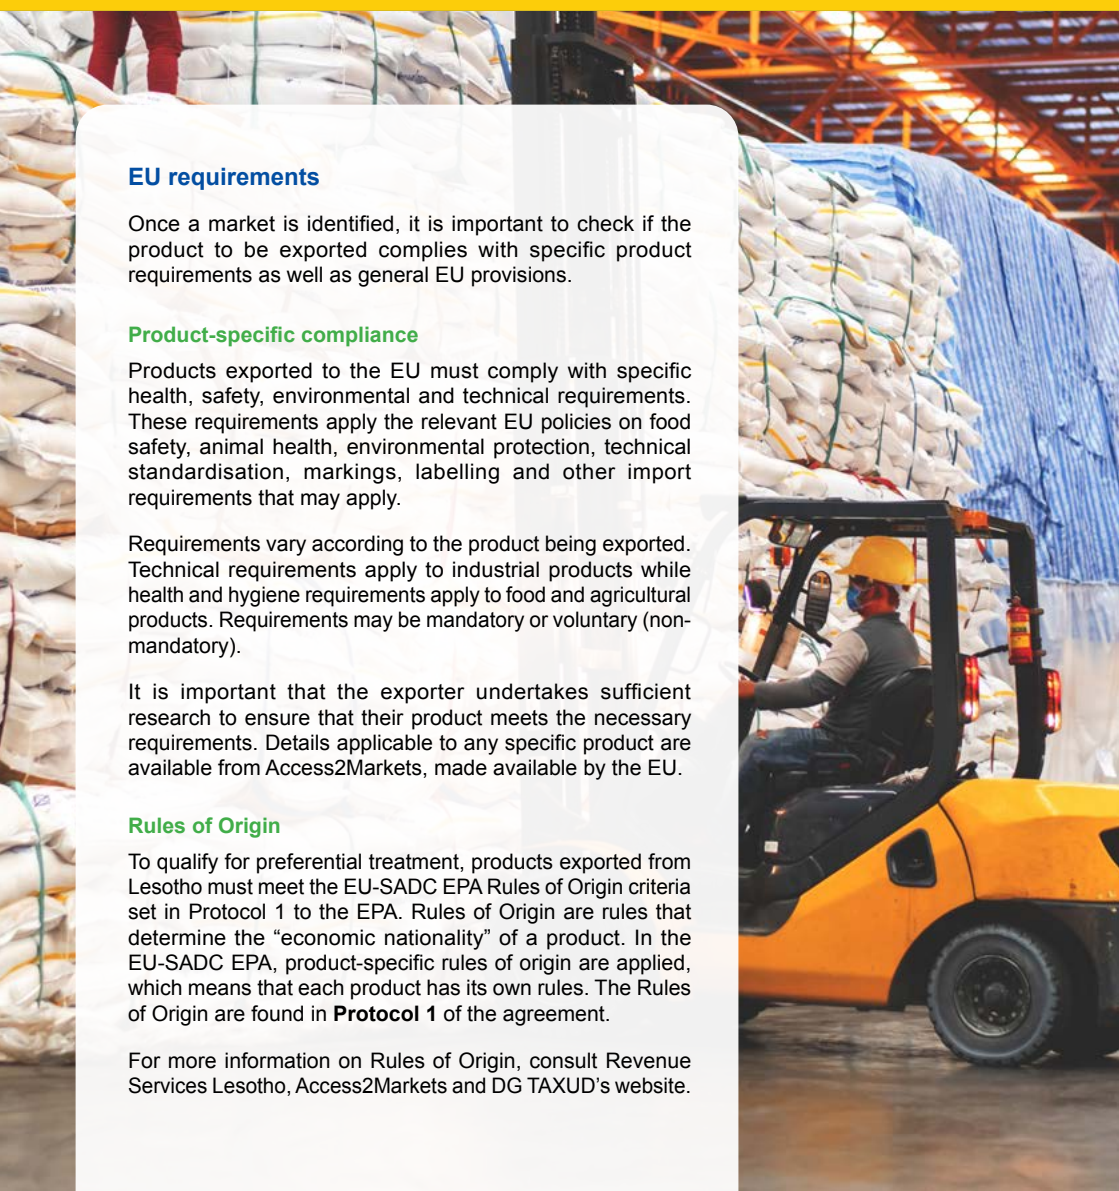 EU requirements
Once a market is identified, it is important to check if the
product to be exported complies with specific product
requirements as well as general EU provisions.
Product-specific compliance
Products exported to the EU must comply with specific
health, safety, environmental and technical requirements.
These requirements apply the relevant EU policies on food
safety, animal health, environmental protection, technical
standardisation, markings, labelling and other import
requirements that may apply.
Requirements vary according to the product being exported.
Technical requirements apply to industrial products while
health and hygiene requirements apply to food and agricultural
products. Requirements may be mandatory or voluntary (non-
mandatory).
It is important that the exporter undertakes sufficient
research to ensure that their product meets the necessary
requirements. Details applicable to any specific product are
available from Access2Markets, made available by the EU.
Rules of Origin
To qualify for preferential treatment, products exported from
Lesotho must meet the EU-SADC EPA Rules of Origin criteria
set in Protocol 1 to the EPA. Rules of Origin are rules that
determine the “economic nationality” of a product. In the
EU-SADC EPA, product-specific rules of origin are applied,
which means that each product has its own rules. The Rules
of Origin are found in Protocol 1 of the agreement.
For more information on Rules of Origin, consult Revenue
Services Lesotho, Access2Markets and DG TAXUD’s website.